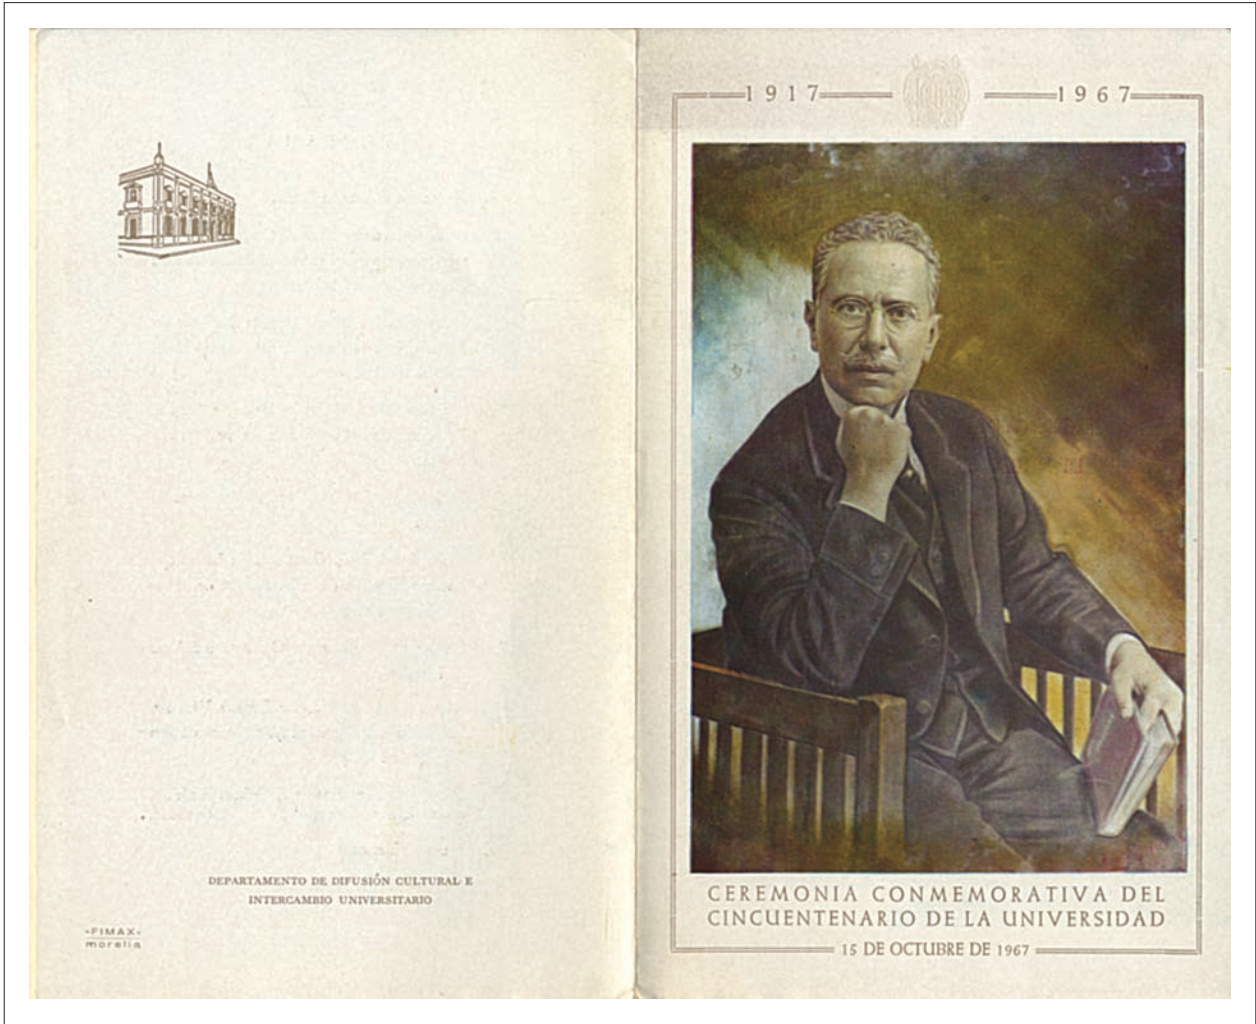 DEPARTAMENTO DE DIFUSIÓN CULTURAL E
INTERCAMBIO UNIVERSITARIO
«FIMAX»
morelia
1917 1967
CEREMONIA CONMEMORATIVA DEL
CINCUENTENARIO DE LA UNIVERSIDAD
15 DE OCTUBRE DE 1967